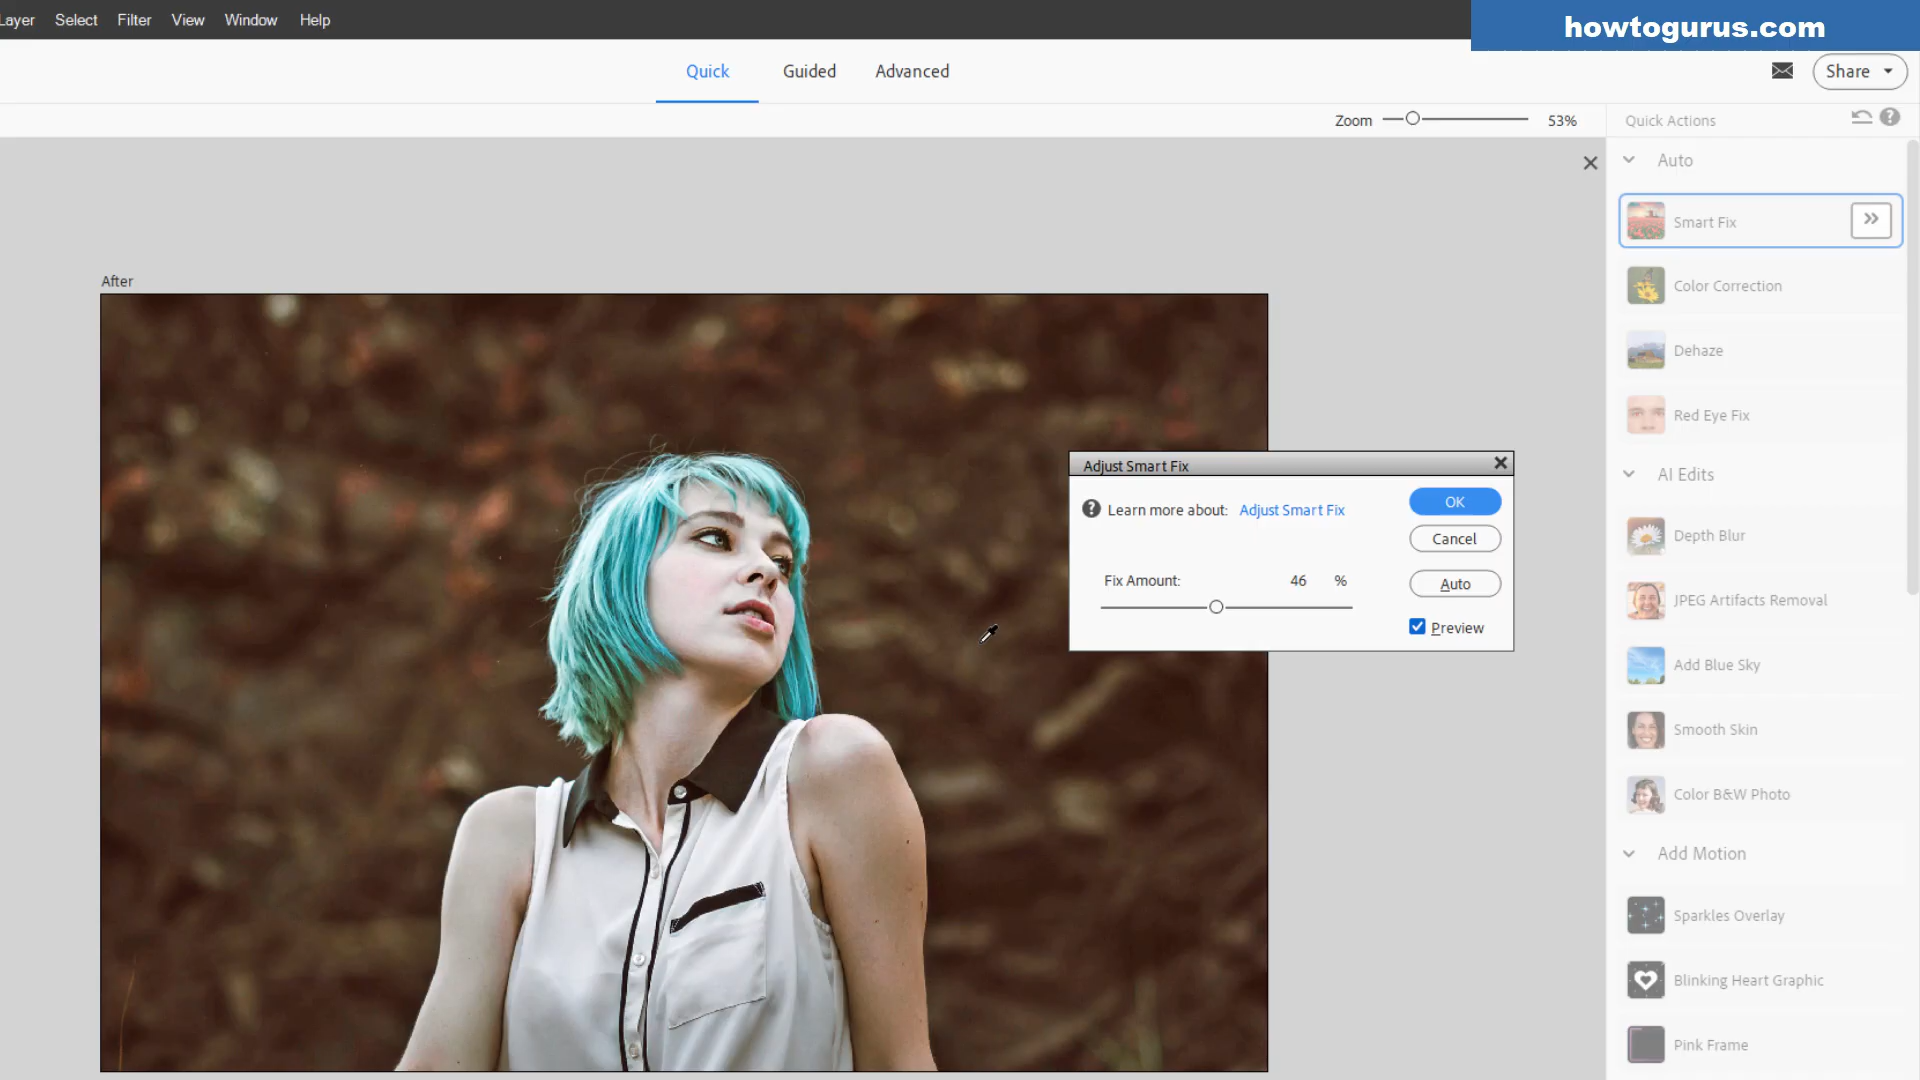 Layer Select Filter View Window Help
howtogurus.com
Quick Guided Advanced
Share
Zoom 53%
Quick Actions
Auto
Smart Fix
Color Correction
Dehaze
Red Eye Fix
AI Edits
Depth Blur
JPEG Artifacts Removal
Add Blue Sky
Smooth Skin
Color B&W Photo
Add Motion
Sparkles Overlay
Blinking Heart Graphic
Pink Frame
After
Adjust Smart Fix
Learn more about: Adjust Smart Fix
OK
Cancel
Fix Amount: 46 %
Auto
Preview